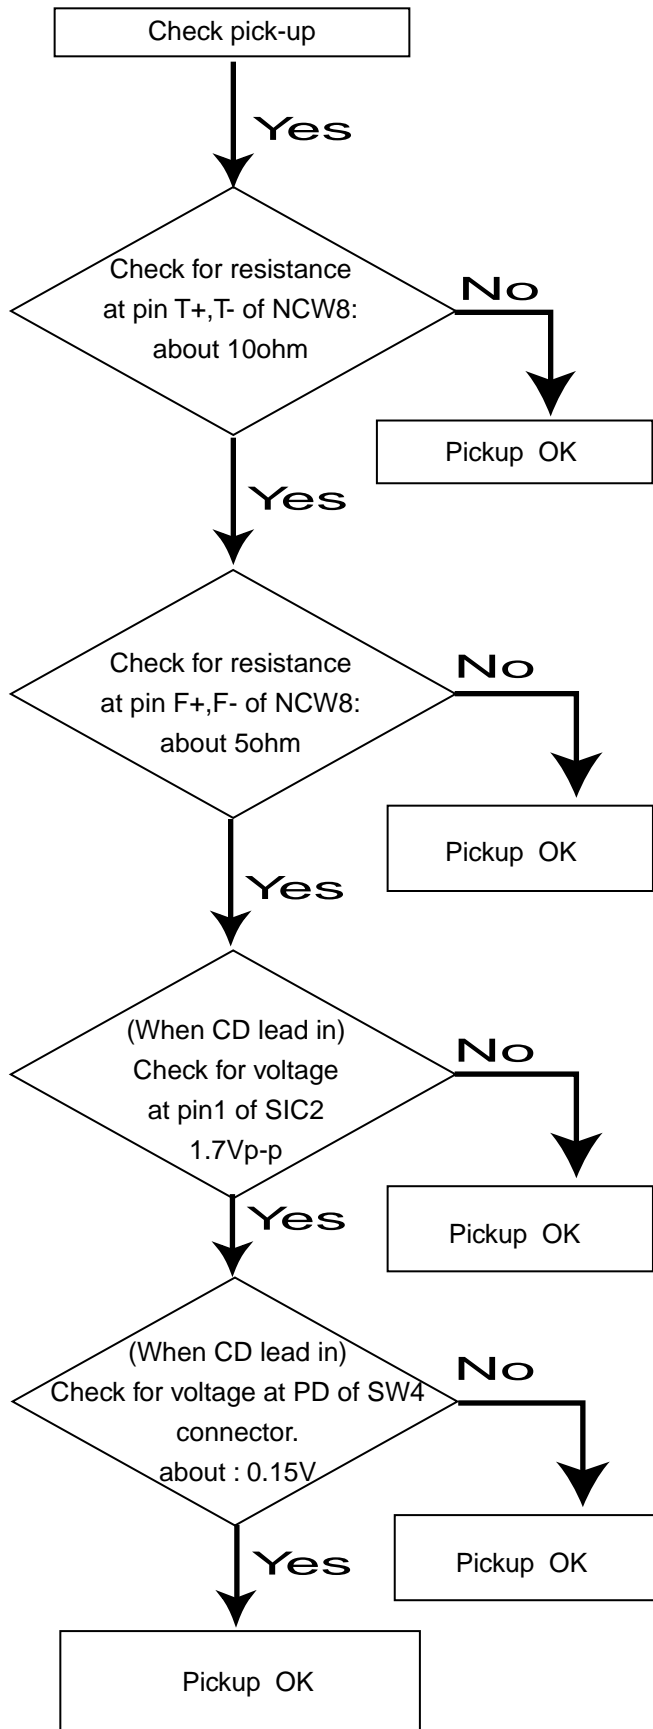 Check pick-up
Yes
Check for resistance
at pin T+,T- of NCW8:
about 10ohm
No
Pickup OK
Yes
Check for resistance
at pin F+,F- of NCW8:
about 5ohm
No
Pickup OK
Yes
(When CD lead in)
Check for voltage
at pin1 of SIC2
1.7Vp-p
No
Pickup OK
Yes
(When CD lead in)
Check for voltage at PD of SW4
connector.
about : 0.15V
No
Pickup OK
Yes
Pickup OK